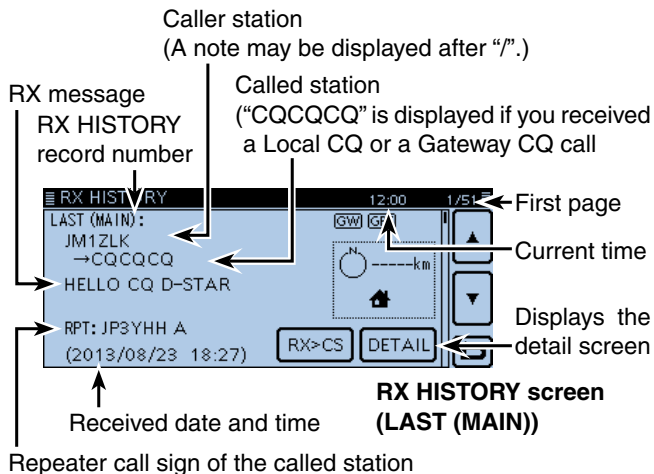 Caller station
(A note may be displayed after “/”.)
Called station
(“CQCQCQ” is displayed if you received
a Local CQ or a Gateway CQ call
RX message
RX HISTORY
record number
RX HISTORY 12:00 1/51
First page
LAST (MAIN):
GW
JM1ZLK
→CQCQCQ
N
-----km
Current time
HELLO CQ D-STAR
RPT: JP3YHH A
(2013/08/23 18:27)
RX>CS DETAIL
Displays the
detail screen
RX HISTORY screen
(LAST (MAIN))
Received date and time
Repeater call sign of the called station